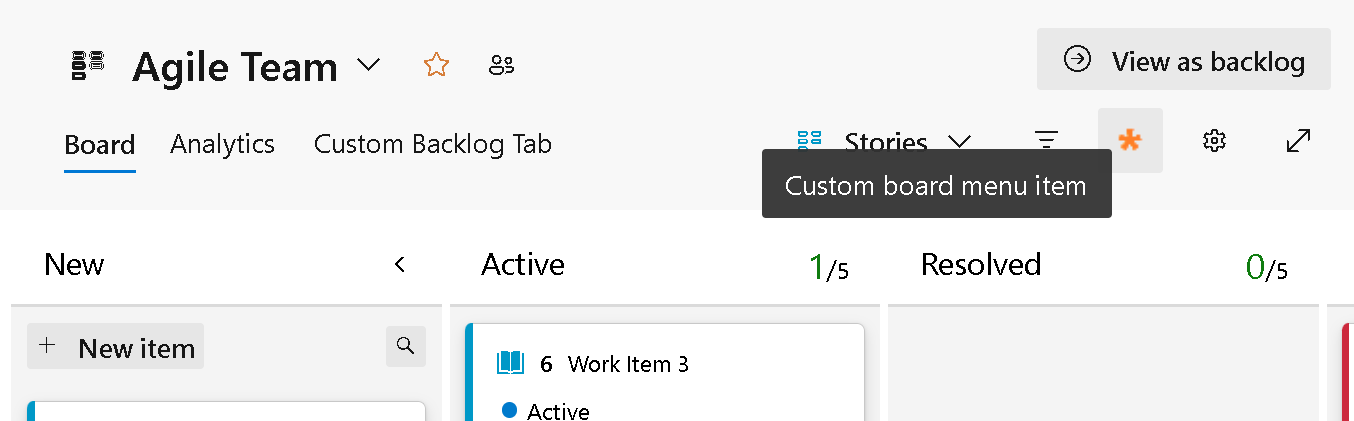 Agile Team
View as backlog
Board Analytics Custom Backlog Tab Stories
Custom board menu item
New Active 1/5 Resolved 0/5
+ New item
6 Work Item 3
Active